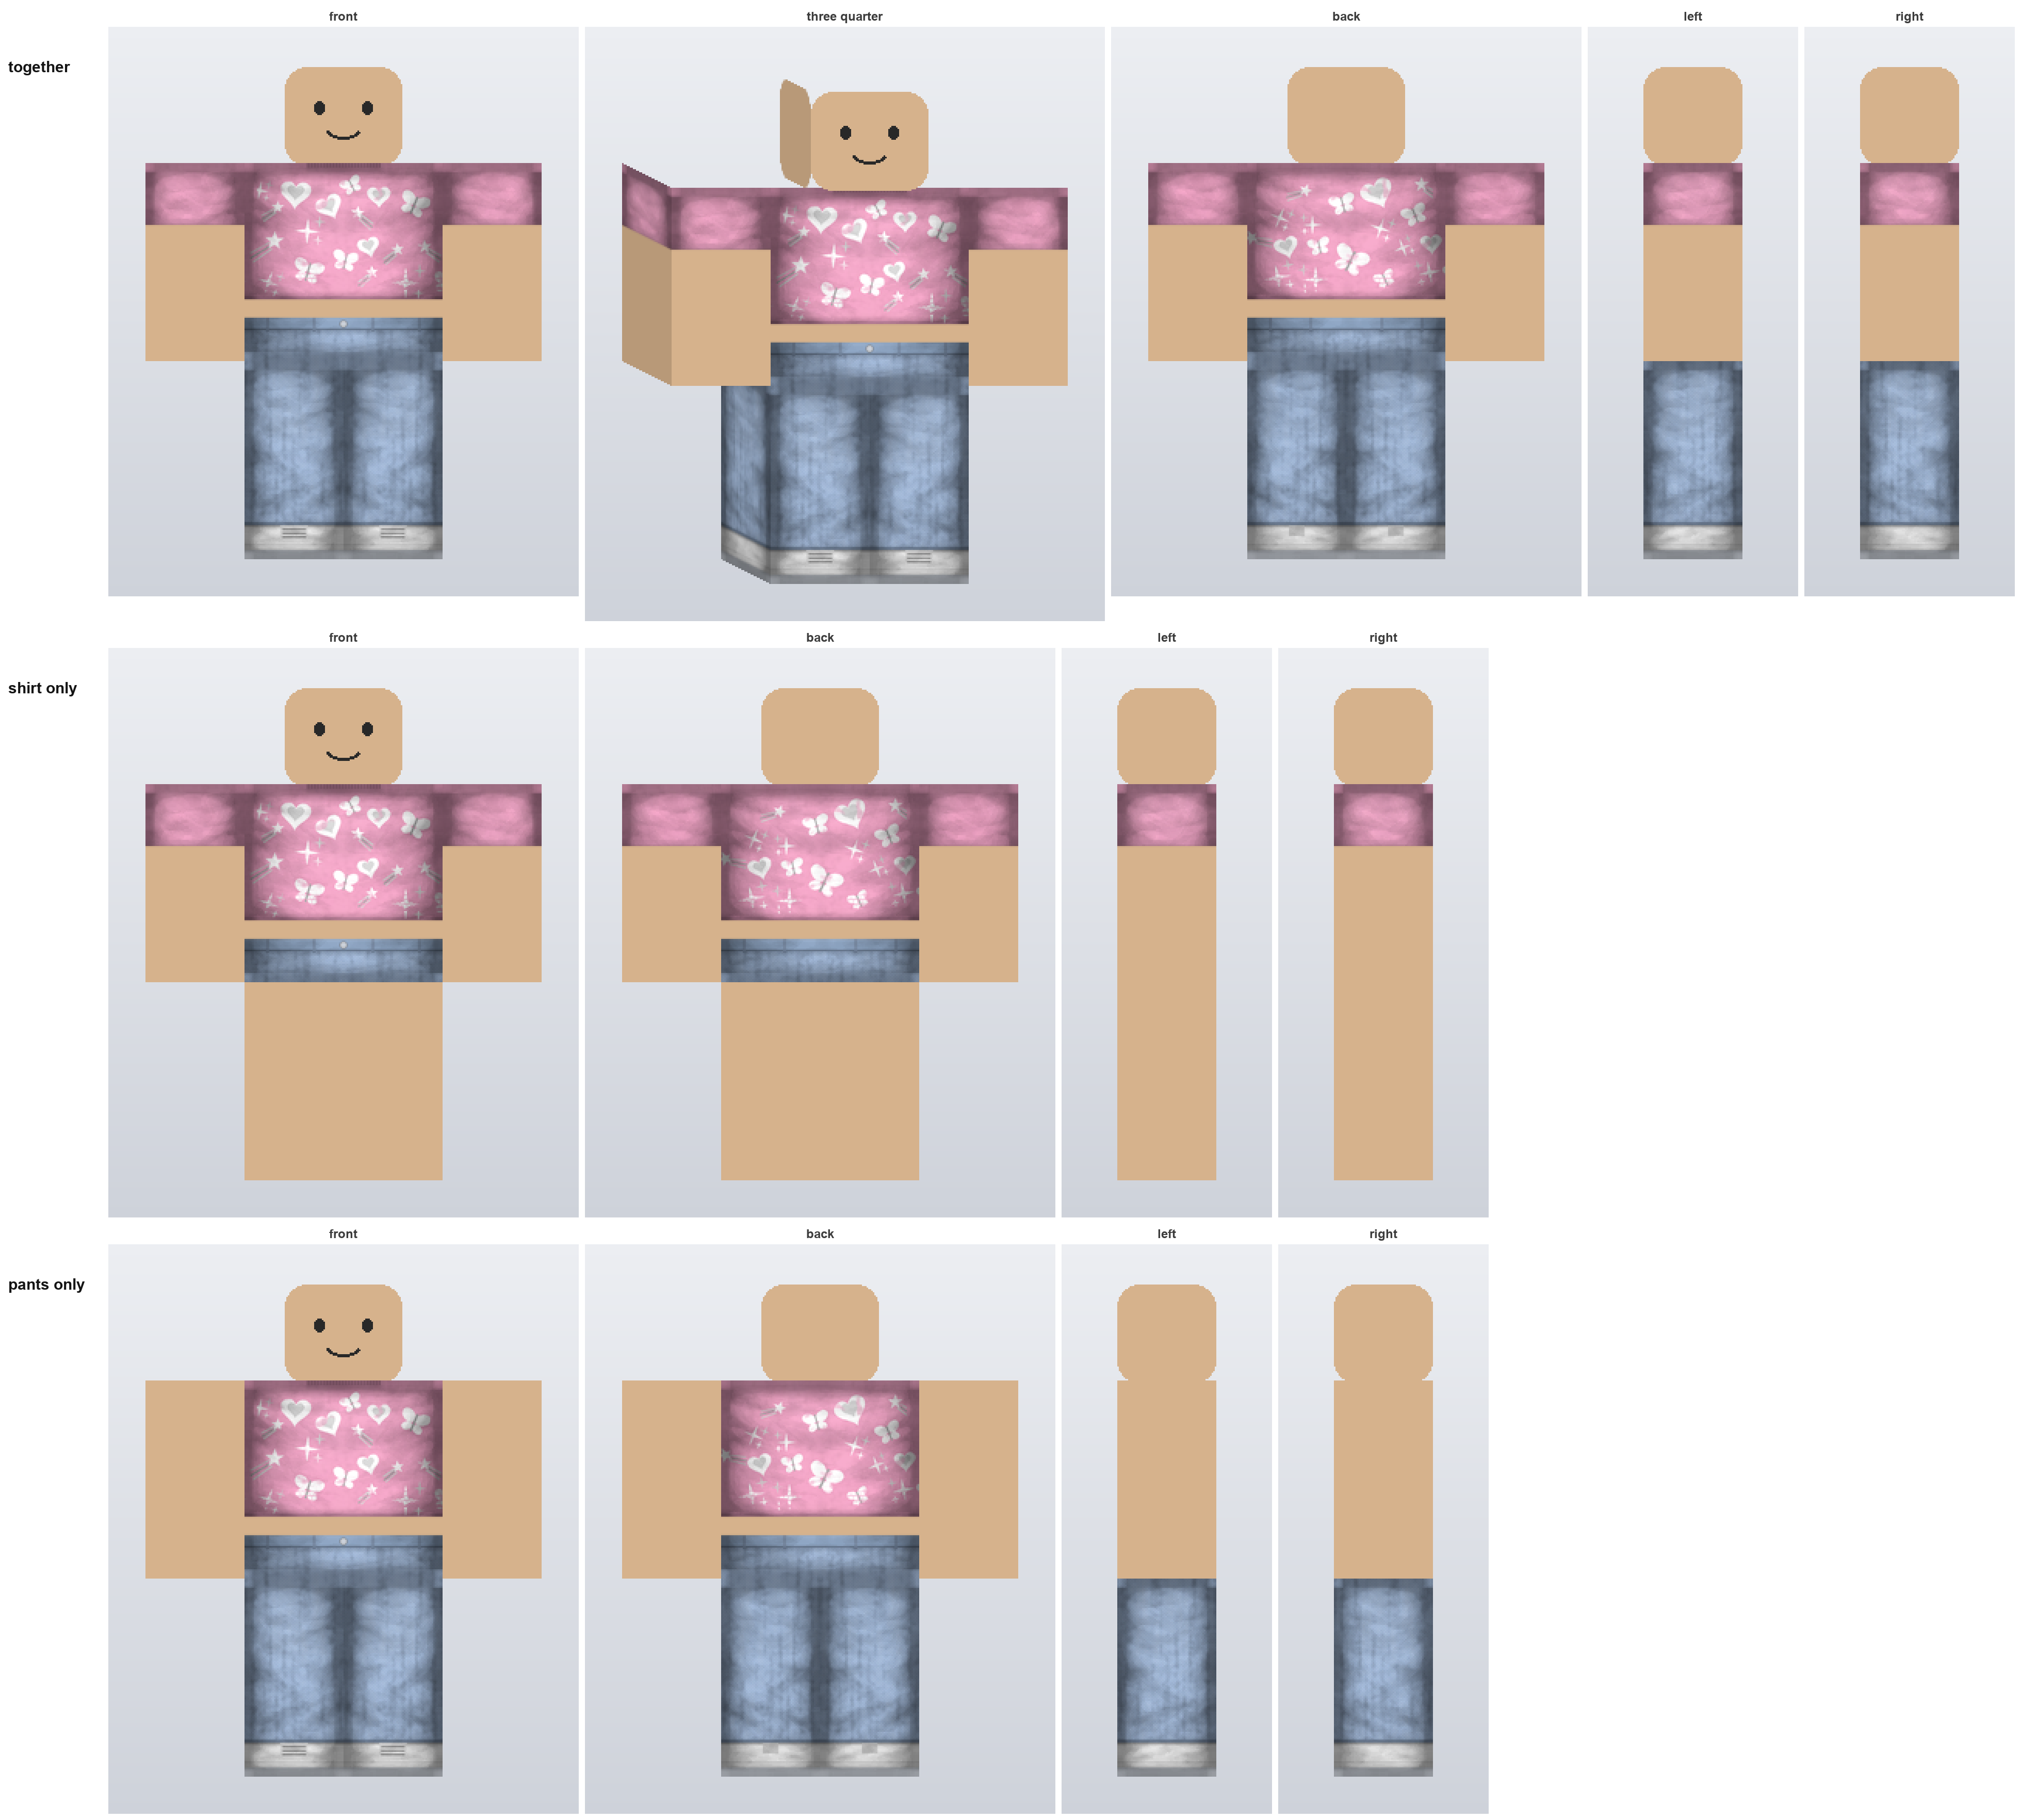 front
three quarter
back
left
right
together
front
back
left
right
shirt only
front
back
left
right
pants only